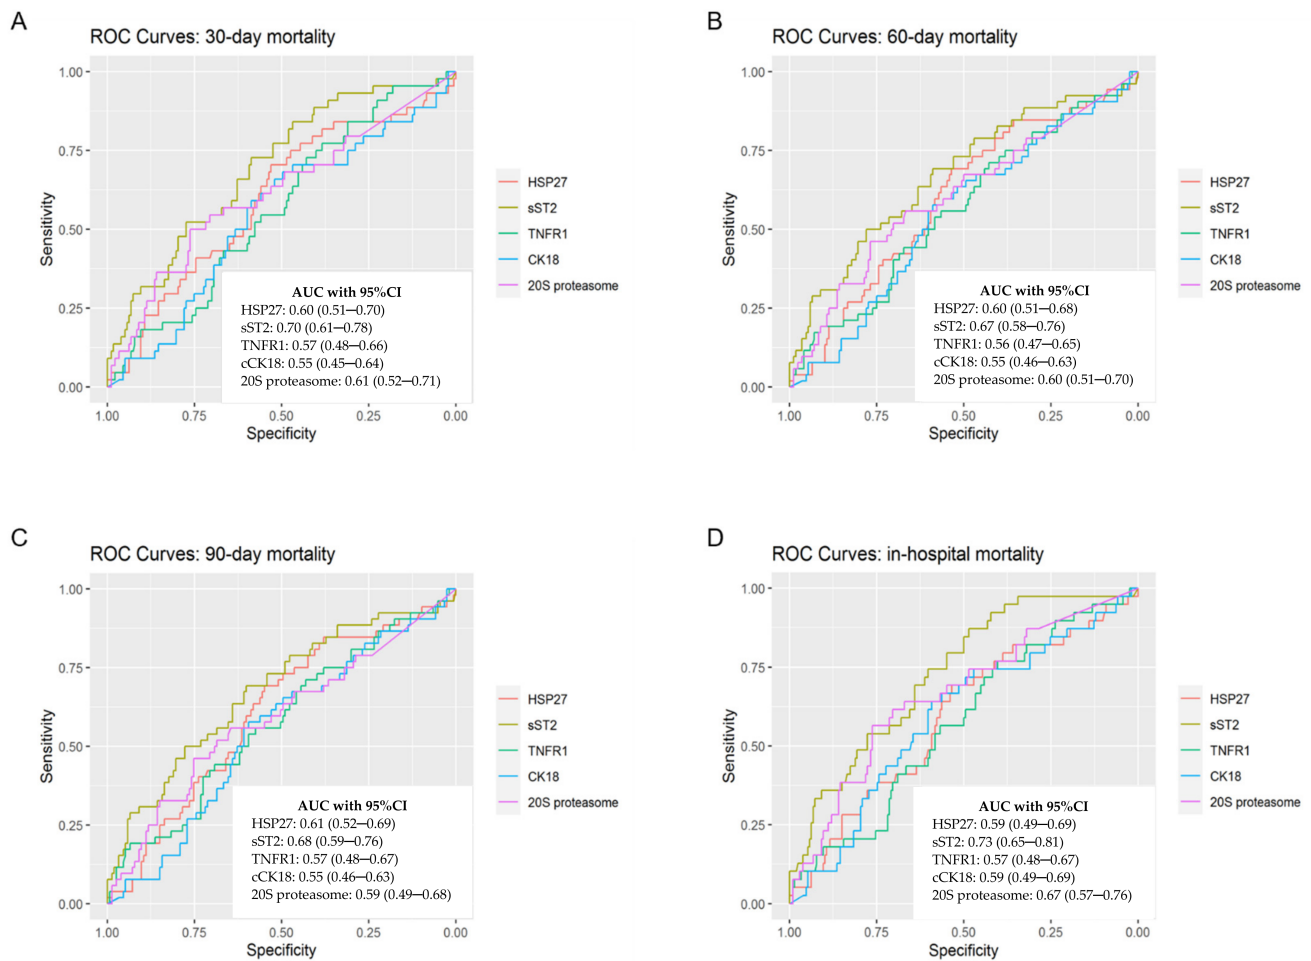 A
ROC Curves: 30-day mortality
1.00
0.75
0.50
0.25
0.00
Sensitivity
1.00 0.75 0.50 0.25 0.00
Specificity
AUC with 95%CI
HSP27: 0.60 (0.51—0.70)
sST2: 0.70 (0.61—0.78)
TNFR1: 0.57 (0.48—0.66)
cCK18: 0.55 (0.45—0.64)
20S proteasome: 0.61 (0.52—0.71)
HSP27
sST2
TNFR1
CK18
20S proteasome
B
ROC Curves: 60-day mortality
1.00
0.75
0.50
0.25
0.00
Sensitivity
1.00 0.75 0.50 0.25 0.00
Specificity
AUC with 95%CI
HSP27: 0.60 (0.51—0.68)
sST2: 0.67 (0.58—0.76)
TNFR1: 0.56 (0.47—0.65)
cCK18: 0.55 (0.46—0.63)
20S proteasome: 0.60 (0.51—0.70)
HSP27
sST2
TNFR1
CK18
20S proteasome
C
ROC Curves: 90-day mortality
1.00
0.75
0.50
0.25
0.00
Sensitivity
1.00 0.75 0.50 0.25 0.00
Specificity
AUC with 95%CI
HSP27: 0.61 (0.52—0.69)
sST2: 0.68 (0.59—0.76)
TNFR1: 0.57 (0.48—0.67)
cCK18: 0.55 (0.46—0.63)
20S proteasome: 0.59 (0.49—0.68)
HSP27
sST2
TNFR1
CK18
20S proteasome
D
ROC Curves: in-hospital mortality
1.00
0.75
0.50
0.25
0.00
Sensitivity
1.00 0.75 0.50 0.25 0.00
Specificity
AUC with 95%CI
HSP27: 0.59 (0.49—0.69)
sST2: 0.73 (0.65—0.81)
TNFR1: 0.57 (0.48—0.67)
cCK18: 0.59 (0.49—0.69)
20S proteasome: 0.67 (0.57—0.76)
HSP27
sST2
TNFR1
CK18
20S proteasome